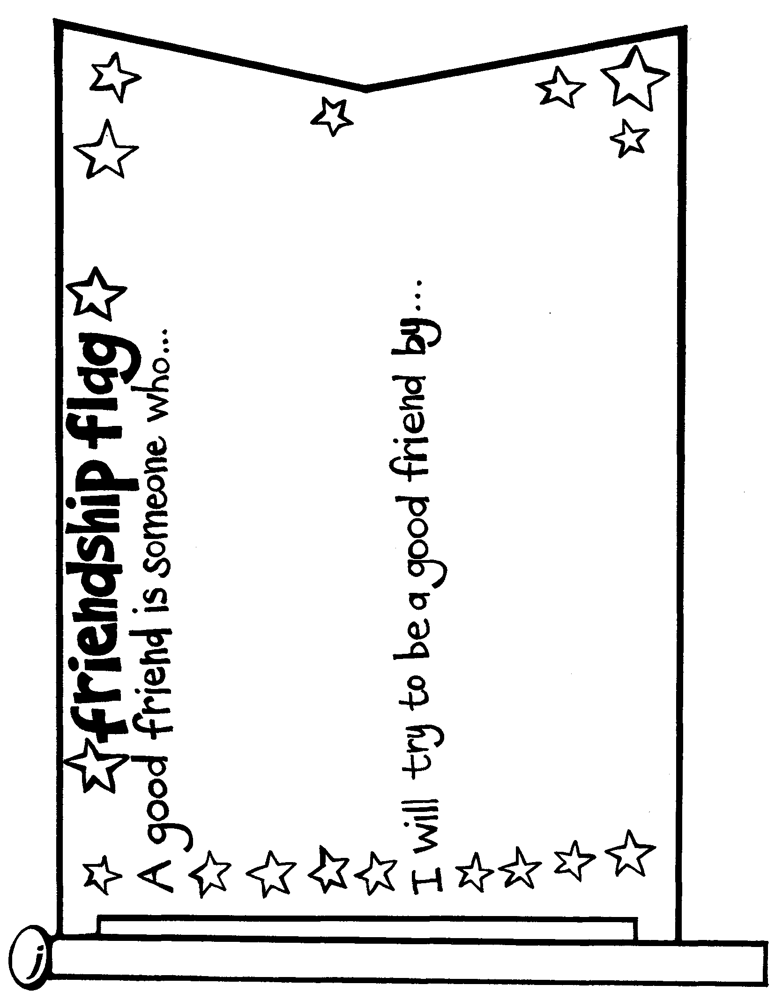 friendship flag
A good friend is someone who...
I will try to be a good friend by...